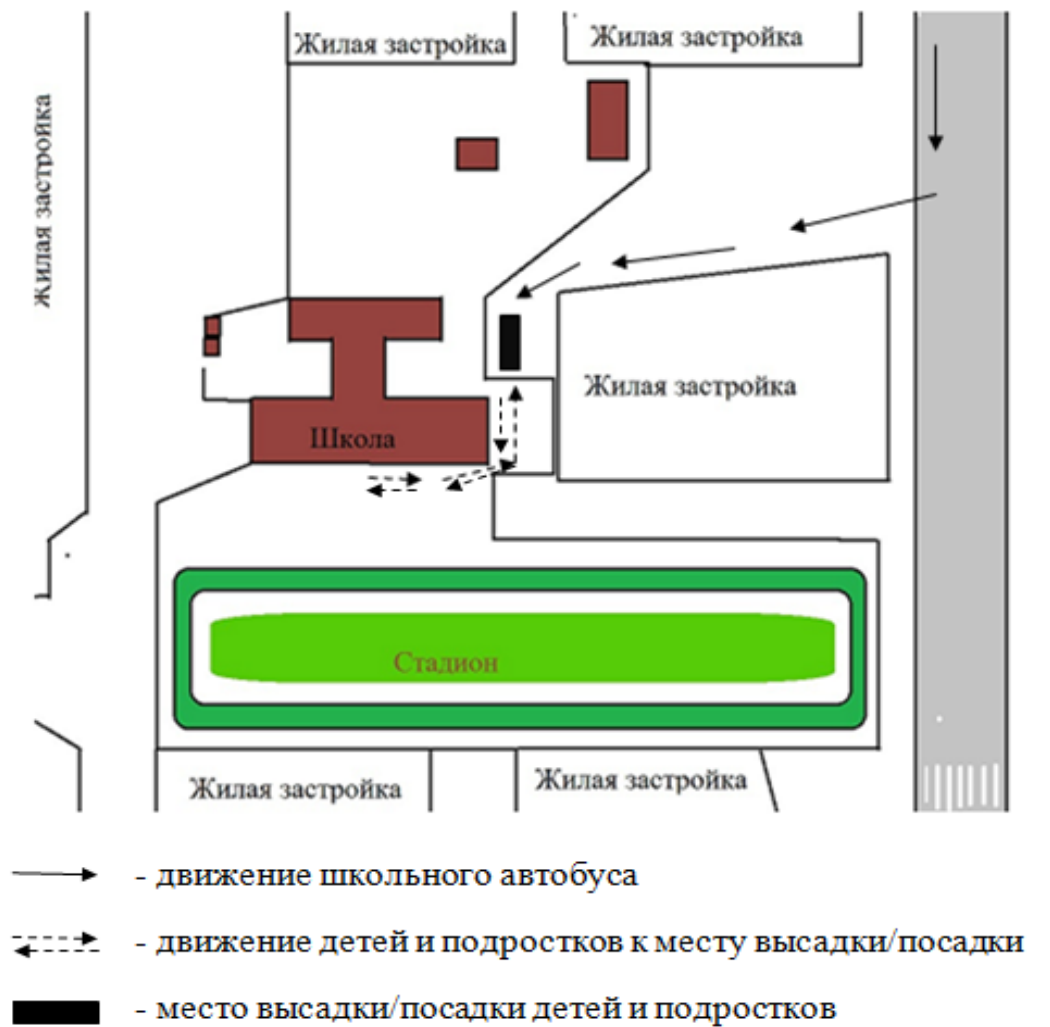 Жилая застройка
Жилая застройка
Жилая застройка
Жилая застройка
Школа
Стадион
Жилая застройка
Жилая застройка
- движение школьного автобуса
- движение детей и подростков к месту высадки/посадки
- место высадки/посадки детей и подростков